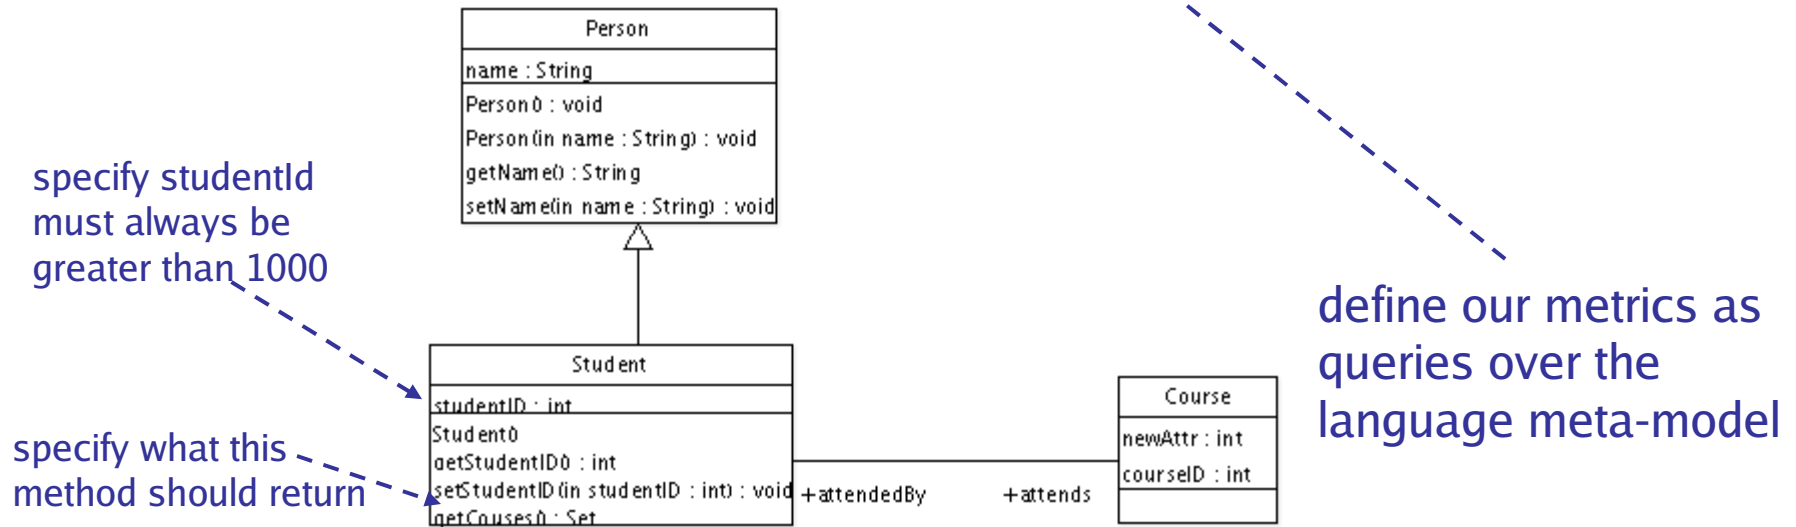 Person
name : String
Person() : void
Person(in name : String) : void
getName() : String
setName(in name : String) : void
specify studentId
must always be
greater than 1000
define our metrics as
queries over the
language meta-model
Student
studentID : int
Student()
getStudentID() : int
setStudentID(in studentID : int) : void
getCouses() : Set
specify what this
method should return
+attendedBy
+attends
Course
newAttr : int
courseID : int